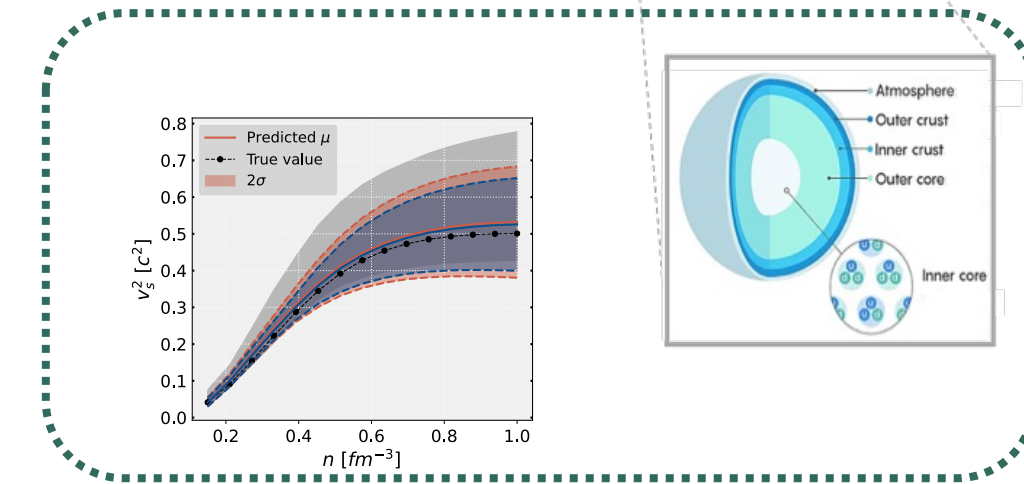 0.8
0.7
0.6
0.5
0.4
0.3
0.2
0.1
0.0
v_s^2 [c^2]
Predicted μ
True value
2σ
0.2 0.4 0.6 0.8 1.0
n [fm^{-3}]
Atmosphere
Outer crust
Inner crust
Outer core
Inner core
u d
u u
d d d d
u u
d u d d